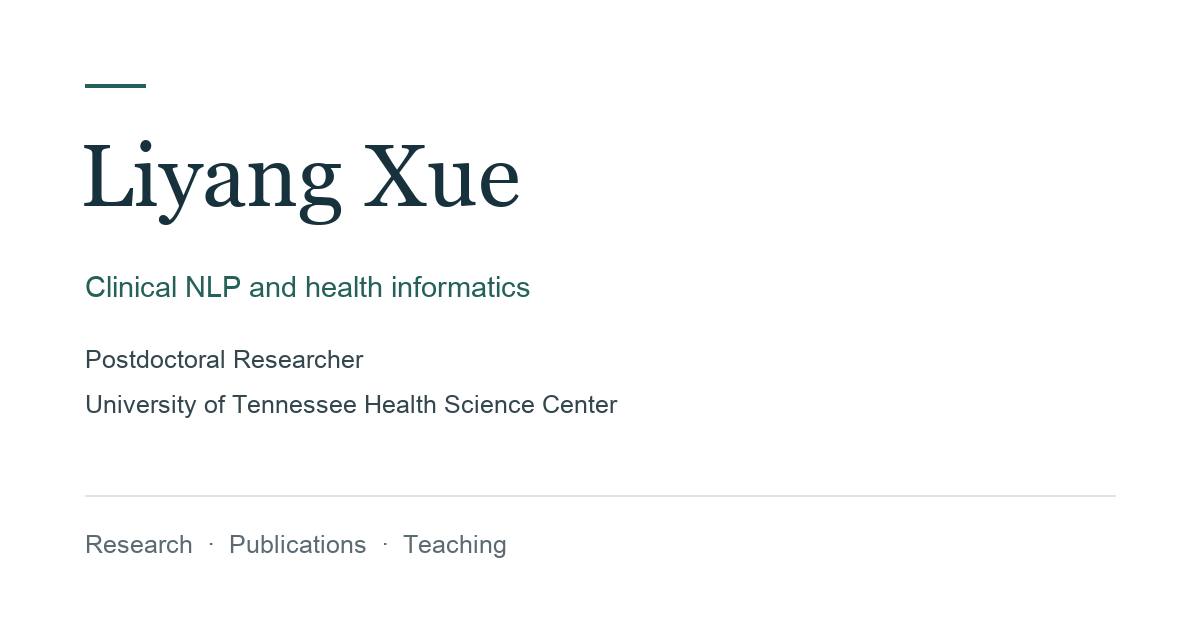 Liyang Xue
Clinical NLP and health informatics
Postdoctoral Researcher
University of Tennessee Health Science Center
Research · Publications · Teaching